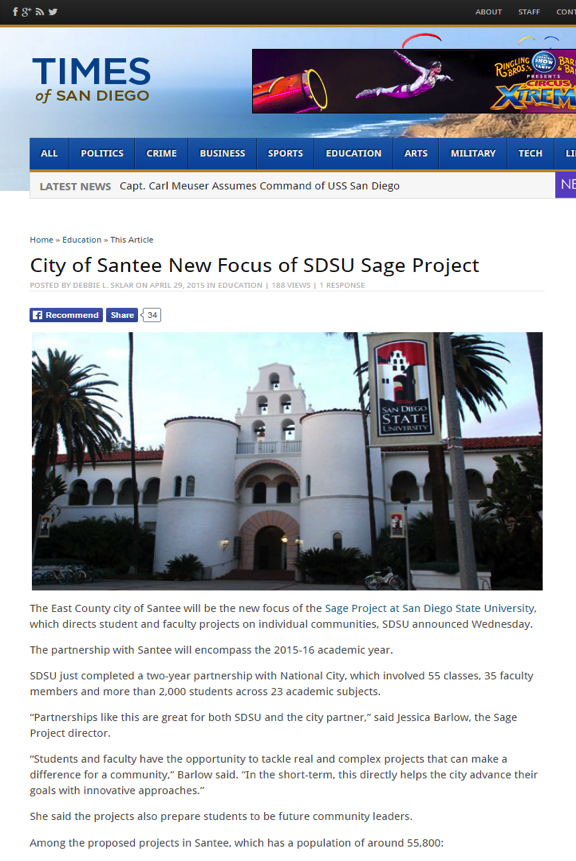 ABOUT STAFF
TIMES
of SAN DIEGO
RINGLING
BROS.
PRESENTS
CIRCUS
XTREME
ALL POLITICS CRIME BUSINESS SPORTS EDUCATION ARTS MILITARY TECH
LATEST NEWS Capt. Carl Meuser Assumes Command of USS San Diego
Home » Education » This Article
City of Santee New Focus of SDSU Sage Project
POSTED BY DEBBIE L. SKLAR ON APRIL 29, 2015 IN EDUCATION | 188 VIEWS | 1 RESPONSE
Recommend Share 34
SAN DIEGO
STATE
UNIVERSITY
The East County city of Santee will be the new focus of the Sage Project at San Diego State University,
which directs student and faculty projects on individual communities, SDSU announced Wednesday.
The partnership with Santee will encompass the 2015-16 academic year.
SDSU just completed a two-year partnership with National City, which involved 55 classes, 35 faculty
members and more than 2,000 students across 23 academic subjects.
“Partnerships like this are great for both SDSU and the city partner,” said Jessica Barlow, the Sage
Project director.
“Students and faculty have the opportunity to tackle real and complex projects that can make a
difference for a community,” Barlow said. “In the short-term, this directly helps the city advance their
goals with innovative approaches.”
She said the projects also prepare students to be future community leaders.
Among the proposed projects in Santee, which has a population of around 55,800: